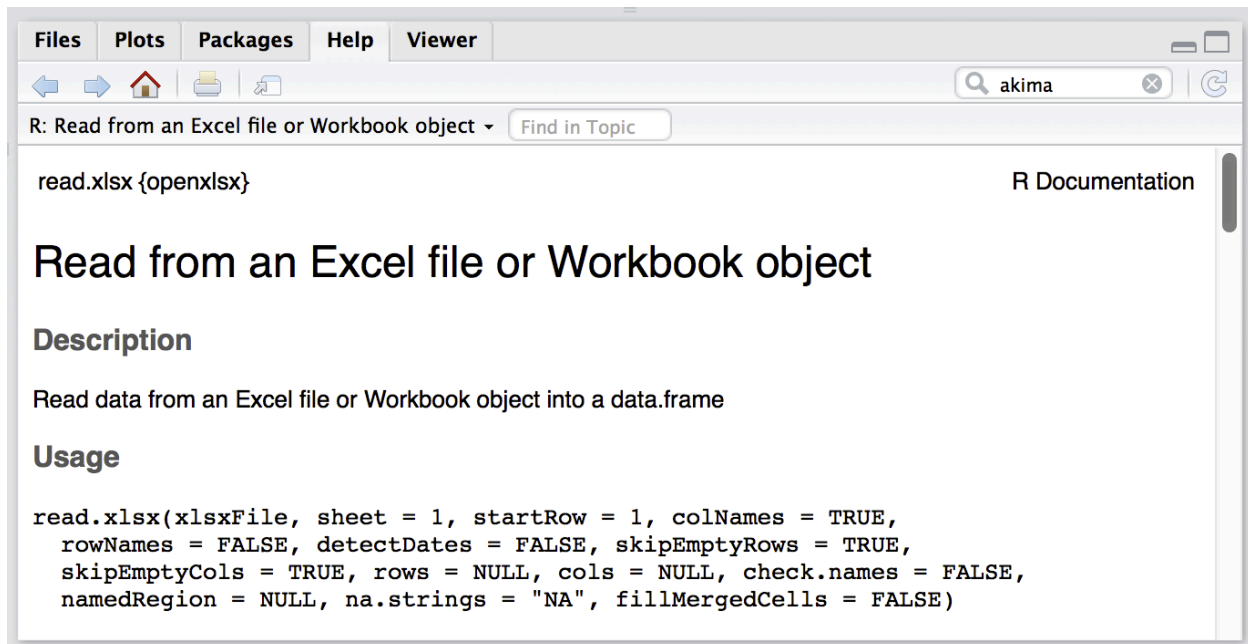 Files Plots Packages Help Viewer
akima
R: Read from an Excel file or Workbook object Find in Topic
read.xlsx {openxlsx} R Documentation
Read from an Excel file or Workbook object
Description
Read data from an Excel file or Workbook object into a data.frame
Usage
read.xlsx(xlsxFile, sheet = 1, startRow = 1, colNames = TRUE,
  rowNames = FALSE, detectDates = FALSE, skipEmptyRows = TRUE,
  skipEmptyCols = TRUE, rows = NULL, cols = NULL, check.names = FALSE,
  namedRegion = NULL, na.strings = "NA", fillMergedCells = FALSE)